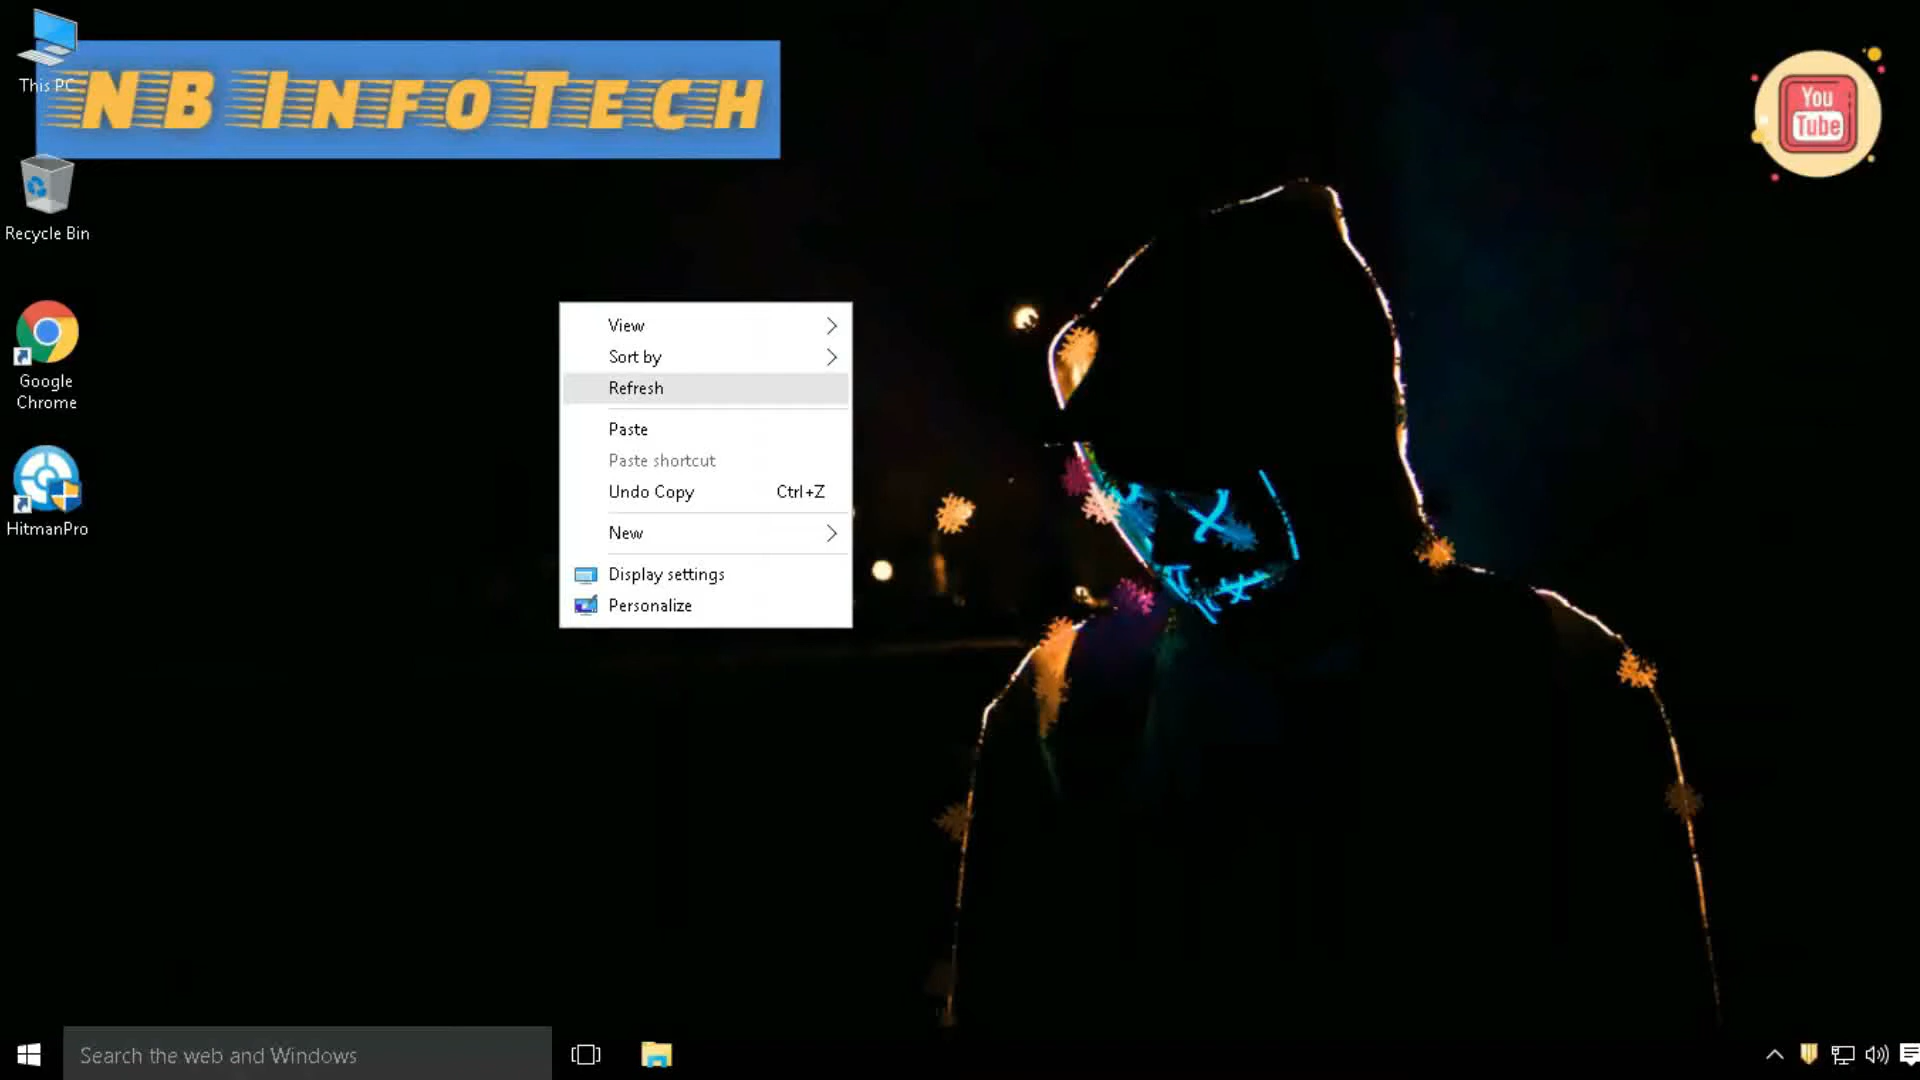 This PC
NB InfoTech
You
Tube
Recycle Bin
Google
Chrome
HitmanPro
View
Sort by
Refresh
Paste
Paste shortcut
Undo Copy Ctrl+Z
New
Display settings
Personalize
Search the web and Windows